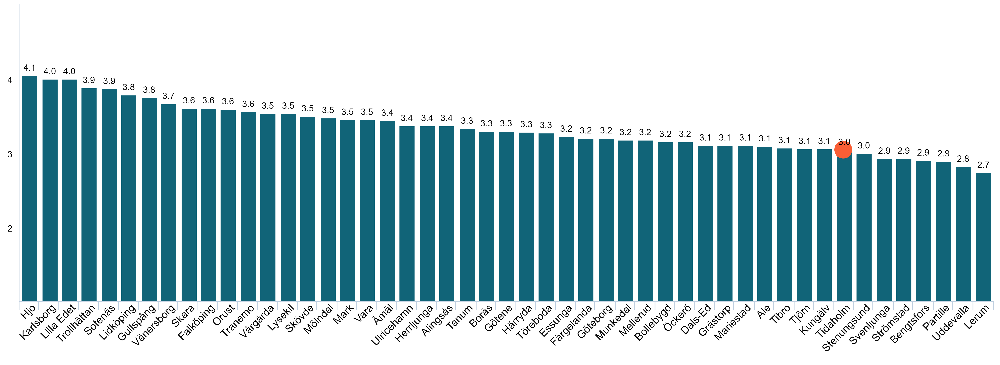 4.1 4.0 4.0 3.9 3.9 3.8 3.8 3.7 3.6 3.6 3.6 3.6 3.5 3.5 3.5 3.5 3.5 3.5 3.4 3.4 3.4 3.4 3.3 3.3 3.3 3.3 3.3 3.2 3.2 3.2 3.2 3.2 3.2 3.2 3.1 3.1 3.1 3.1 3.1 3.1 3.1 3.0 3.0 2.9 2.9 2.9 2.9 2.8 2.7
4
3
2
Hjo
Karlsborg
Lilla Edet
Trollhättan
Sotenäs
Lidköping
Gullspång
Vänersborg
Skara
Falköping
Orust
Tranemo
Vårgårda
Lysekil
Skövde
Mölndal
Mark
Vara
Åmål
Ulricehamn
Herrljunga
Alingsås
Tanum
Borås
Götene
Härryda
Töreboda
Essunga
Färgelanda
Göteborg
Munkedal
Mellerud
Bollebygd
Öckerö
Dals-Ed
Grästorp
Mariestad
Ale
Tibro
Tjörn
Kungälv
Tidaholm
Stenungsund
Svenljunga
Strömstad
Bengtsfors
Partille
Uddevalla
Lerum